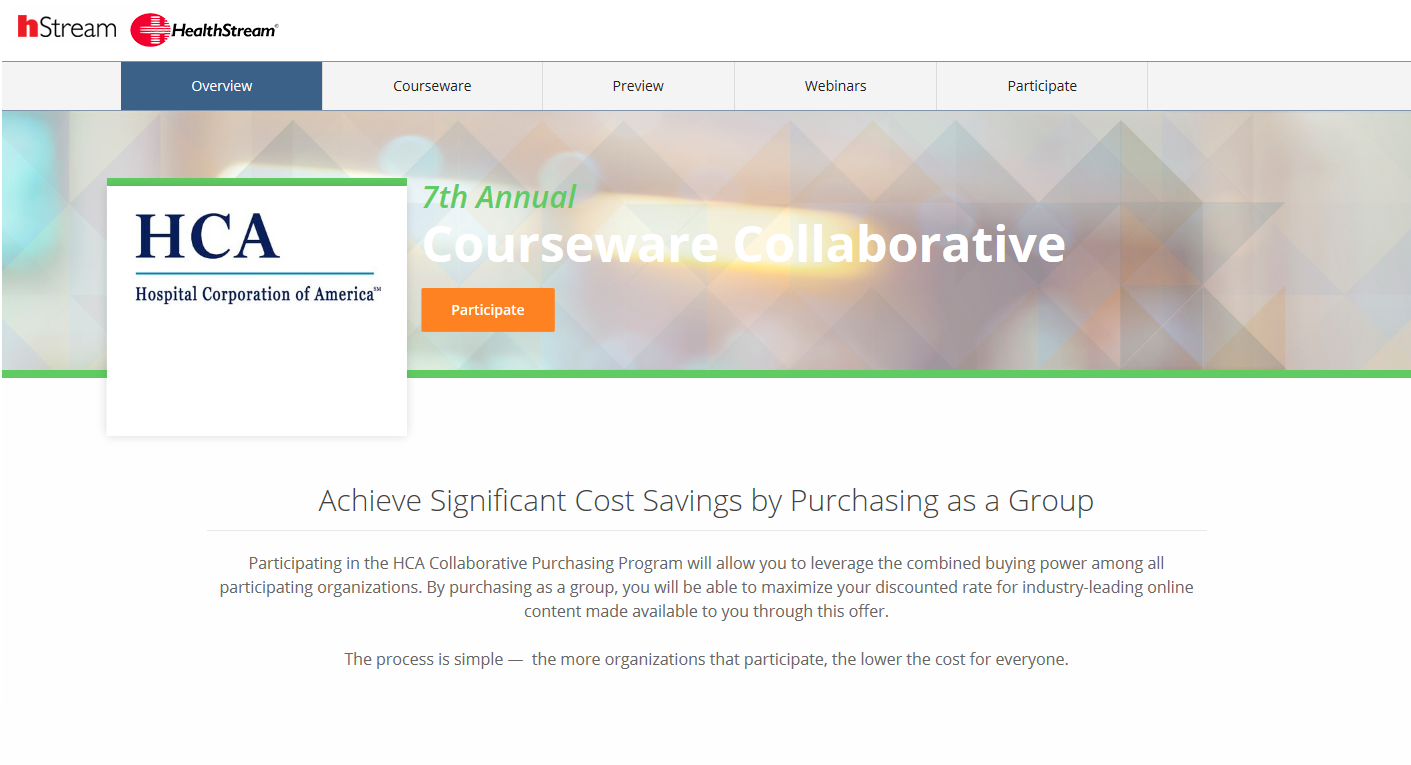 hStream HealthStream®
Overview Courseware Preview Webinars Participate
7th Annual
Courseware Collaborative
HCA
Hospital Corporation of America℠
Participate
Achieve Significant Cost Savings by Purchasing as a Group
Participating in the HCA Collaborative Purchasing Program will allow you to leverage the combined buying power among all
participating organizations. By purchasing as a group, you will be able to maximize your discounted rate for industry-leading online
content made available to you through this offer.
The process is simple — the more organizations that participate, the lower the cost for everyone.